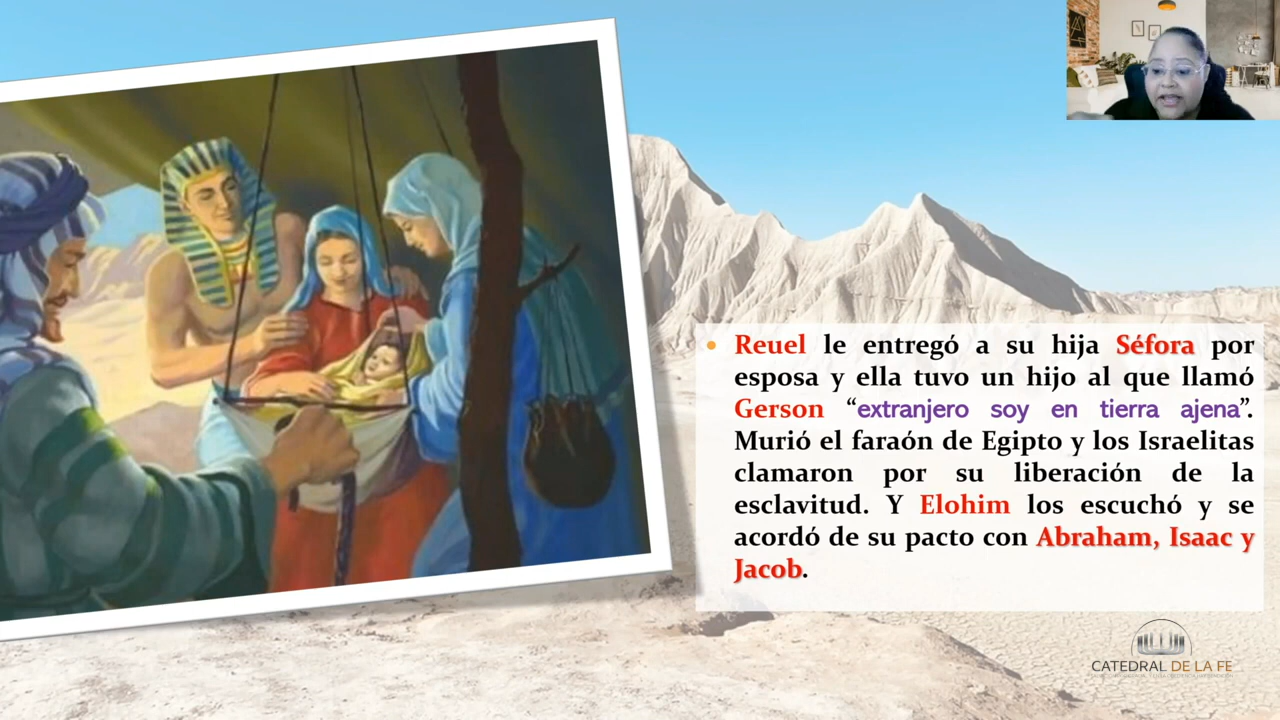 Reuel le entregó a su hija Séfora por
esposa y ella tuvo un hijo al que llamó
Gerson “extranjero soy en tierra ajena”.
Murió el faraón de Egipto y los Israelitas
clamaron por su liberación de la
esclavitud. Y Elohim los escuchó y se
acordó de su pacto con Abraham, Isaac y
Jacob.
CATEDRAL DE LA FE